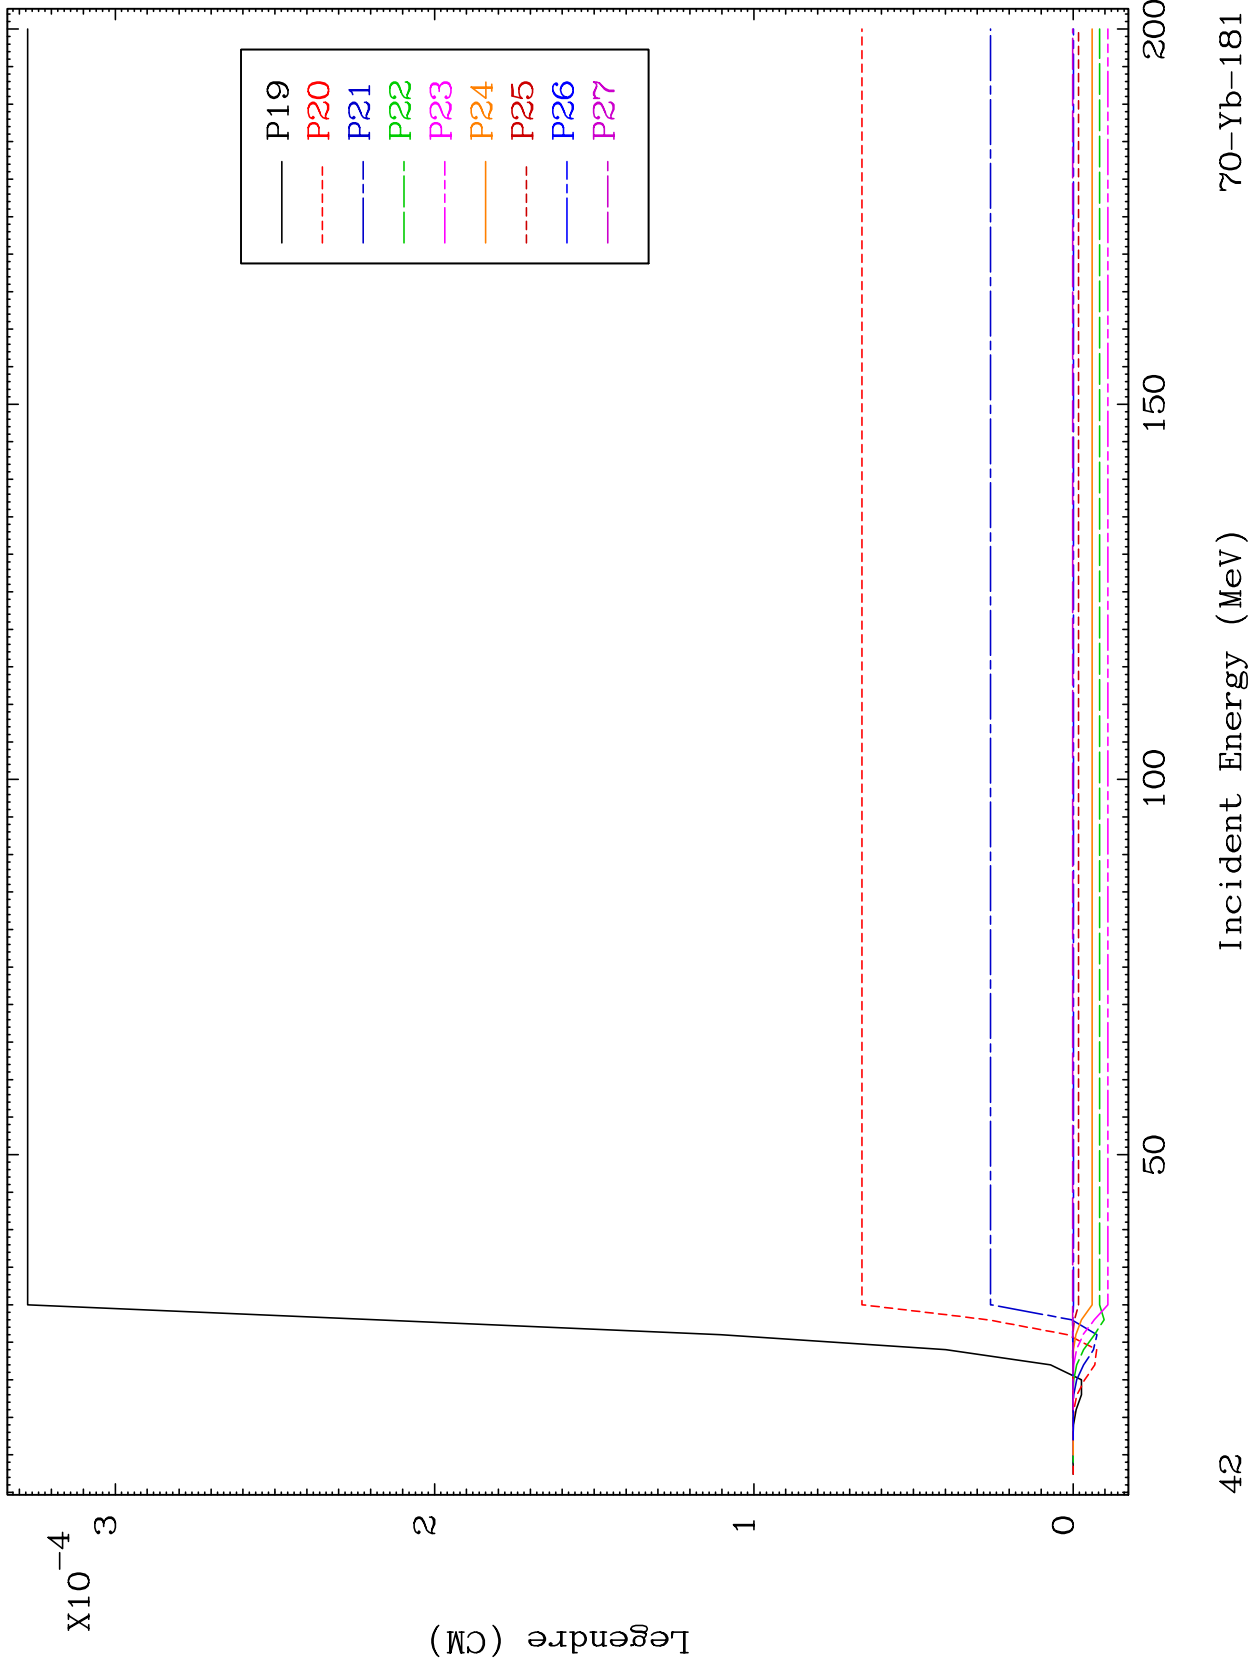 X10-4
3
2
1
0
Legendre (CM)
P19
P20
P21
P22
P23
P24
P25
P26
P27
50
100
150
200
Incident Energy (MeV)
42
70-Yb-181